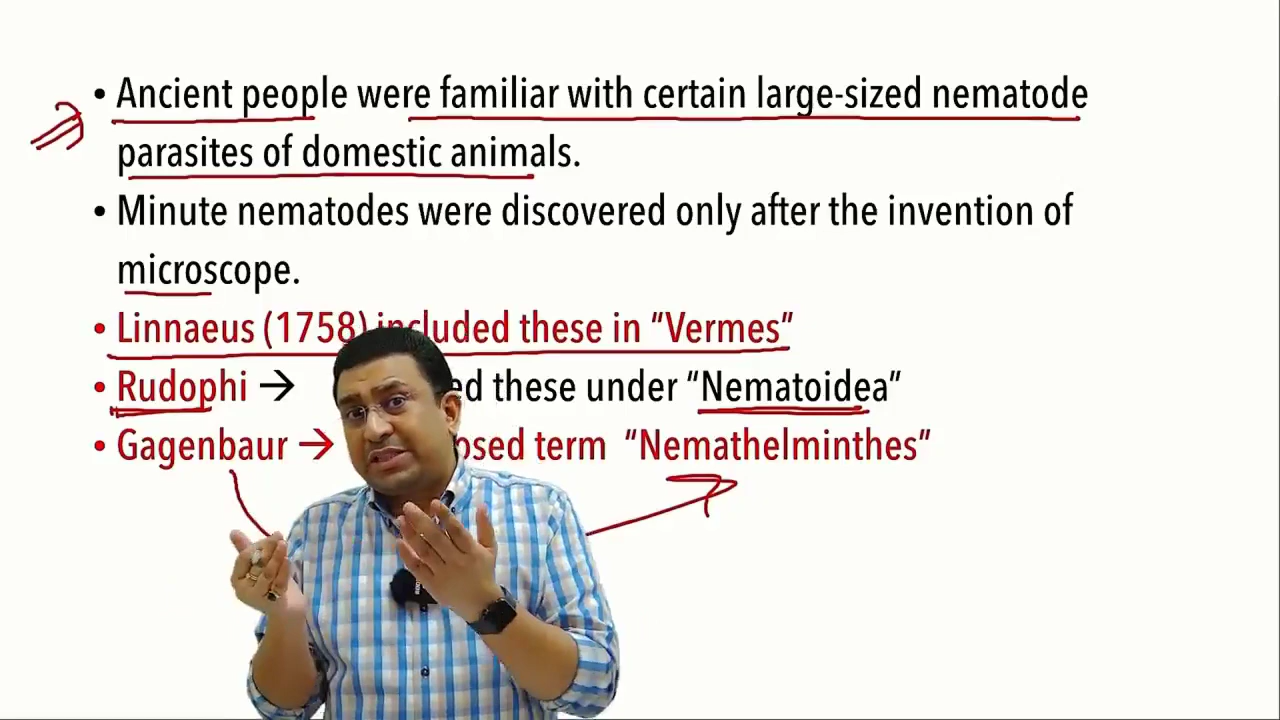 • Ancient people were familiar with certain large-sized nematode
parasites of domestic animals.
• Minute nematodes were discovered only after the invention of
microscope.
• Linnaeus (1758) included these in “Vermes”
• Rudophi → these under “Nematoidea”
• Gagenbaur → term “Nemathelminthes”